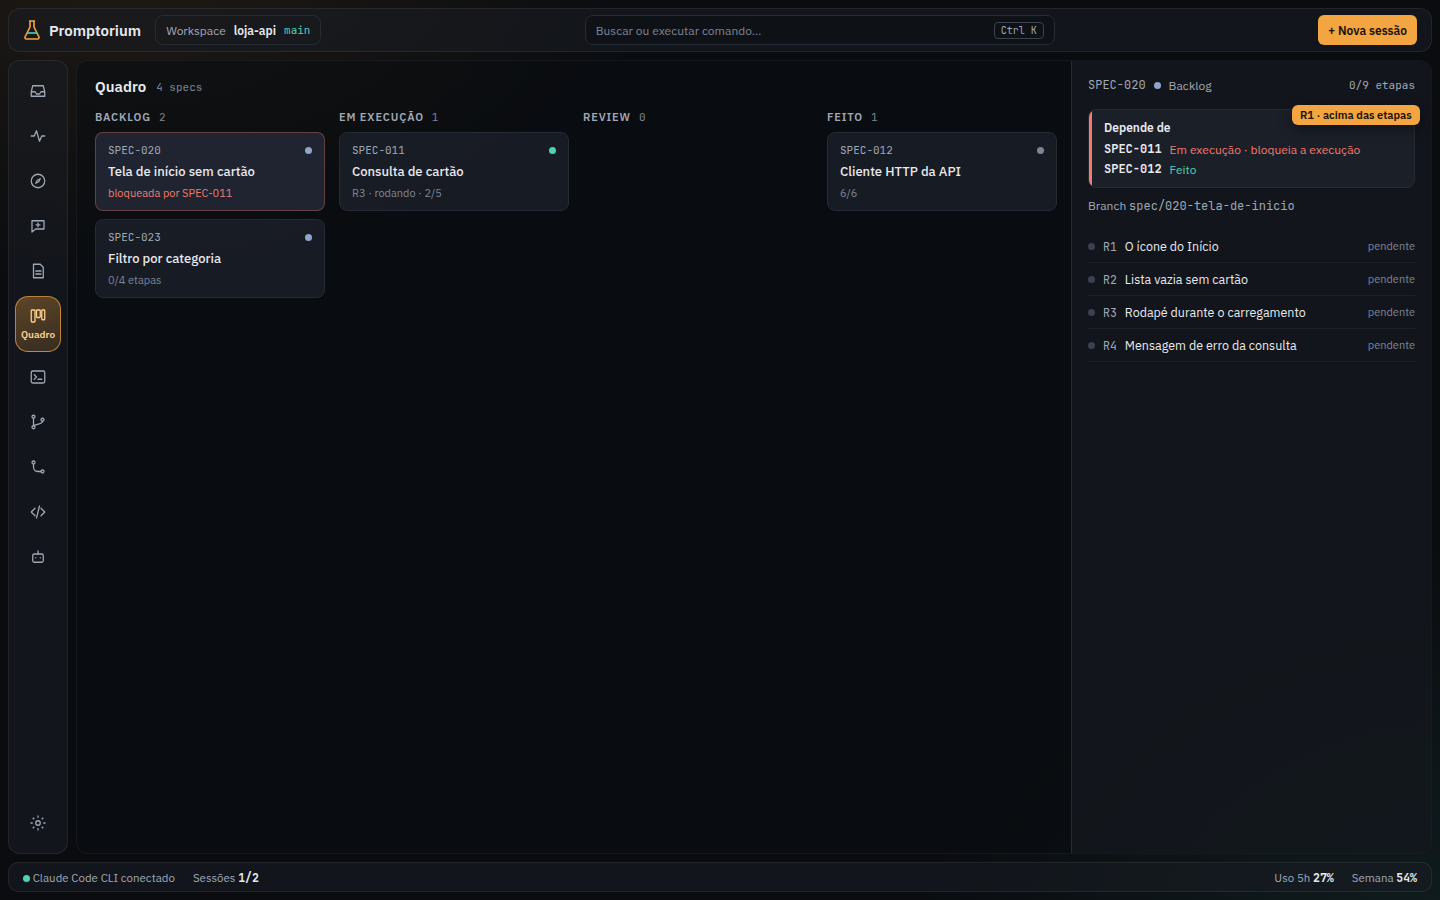 Promptorium
Workspace loja-api main
Buscar ou executar comando...
Ctrl K
+ Nova sessão
Quadro
Quadro 4 specs
BACKLOG 2
SPEC-020
Tela de início sem cartão
bloqueada por SPEC-011
SPEC-023
Filtro por categoria
0/4 etapas
EM EXECUÇÃO 1
SPEC-011
Consulta de cartão
R3 · rodando · 2/5
REVIEW 0
FEITO 1
SPEC-012
Cliente HTTP da API
6/6
SPEC-020 Backlog 0/9 etapas
R1 · acima das etapas
Depende de
SPEC-011 Em execução · bloqueia a execução
SPEC-012 Feito
Branch spec/020-tela-de-inicio
R1 O ícone do Início pendente
R2 Lista vazia sem cartão pendente
R3 Rodapé durante o carregamento pendente
R4 Mensagem de erro da consulta pendente
Claude Code CLI conectado Sessões 1/2 Uso 5h 27% Semana 54%